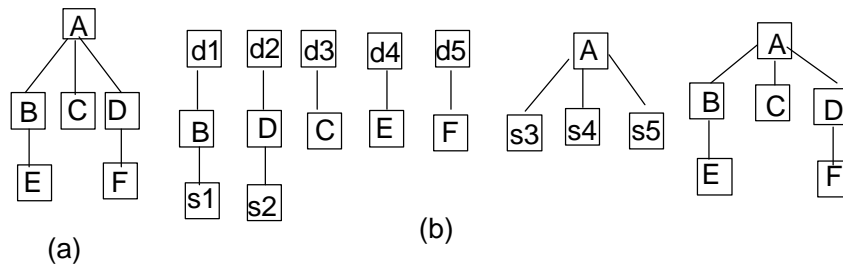 A d1 d2 d3 d4 d5 A A
B C D B D C E F s3 s4 s5 B C D
E F s1 s2 E F
(a) (b)